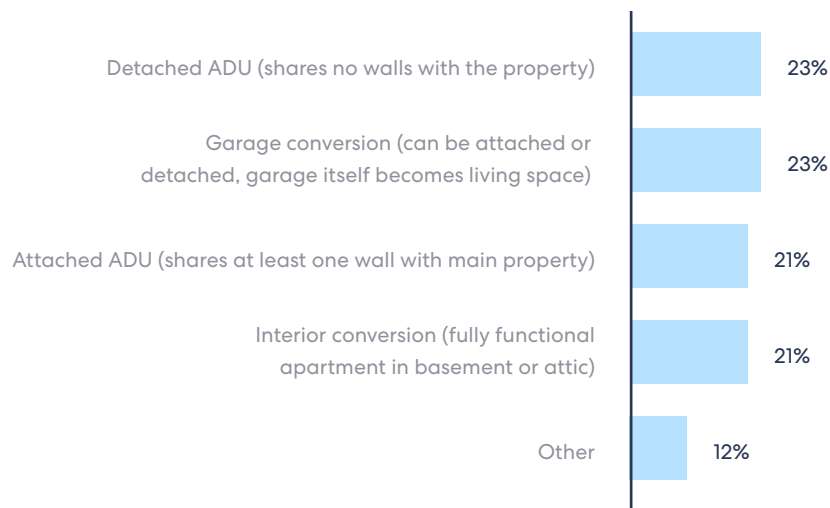 Detached ADU (shares no walls with the property)
23%
Garage conversion (can be attached or
detached, garage itself becomes living space)
23%
Attached ADU (shares at least one wall with main property)
21%
Interior conversion (fully functional
apartment in basement or attic)
21%
Other
12%